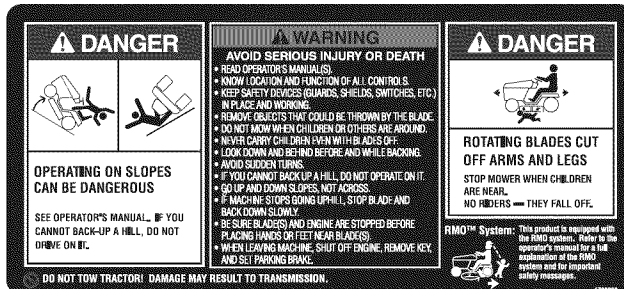 DANGER
OPERATING ON SLOPES
CAN BE DANGEROUS
SEE OPERATOR'S MANUAL. IF YOU
CANNOT BACK-UP A HILL, DO NOT
DRIVE ON IT.
WARNING
AVOID SERIOUS INJURY OR DEATH
• READ OPERATOR'S MANUAL(S).
• KNOW LOCATION AND FUNCTION OF ALL CONTROLS.
• KEEP SAFETY DEVICES (GUARDS, SHIELDS, SWITCHES, ETC.)
IN PLACE AND WORKING.
• REMOVE OBJECTS THAT COULD BE THROWN BY THE BLADE.
• DO NOT MOW WHEN CHILDREN OR OTHERS ARE AROUND.
• NEVER CARRY CHILDREN EVEN WITH BLADES OFF.
• LOOK DOWN AND BEHIND BEFORE AND WHILE BACKING.
• AVOID SUDDEN TURNS.
• IF YOU CANNOT BACK UP A HILL, DO NOT OPERATE ON IT.
• GO UP AND DOWN SLOPES, NOT ACROSS.
• IF MACHINE STOPS GOING UPHILL, STOP BLADE AND
BACK DOWN SLOWLY.
• BE SURE BLADE(S) AND ENGINE ARE STOPPED BEFORE
PLACING HANDS OR FEET NEAR BLADE(S).
• WHEN LEAVING MACHINE, SHUT OFF ENGINE, REMOVE KEY,
AND SET PARKING BRAKE.
DANGER
ROTATING BLADES CUT
OFF ARMS AND LEGS
STOP MOWER WHEN CHILDREN
ARE NEAR.
NO RIDERS — THEY FALL OFF.
RMO™ System: This product is equipped with
the RMO system. Refer to the
operator's manual for a full
explanation of the RMO
system and for important
safety messages.
DO NOT TOW TRACTOR! DAMAGE MAY RESULT TO TRANSMISSION.